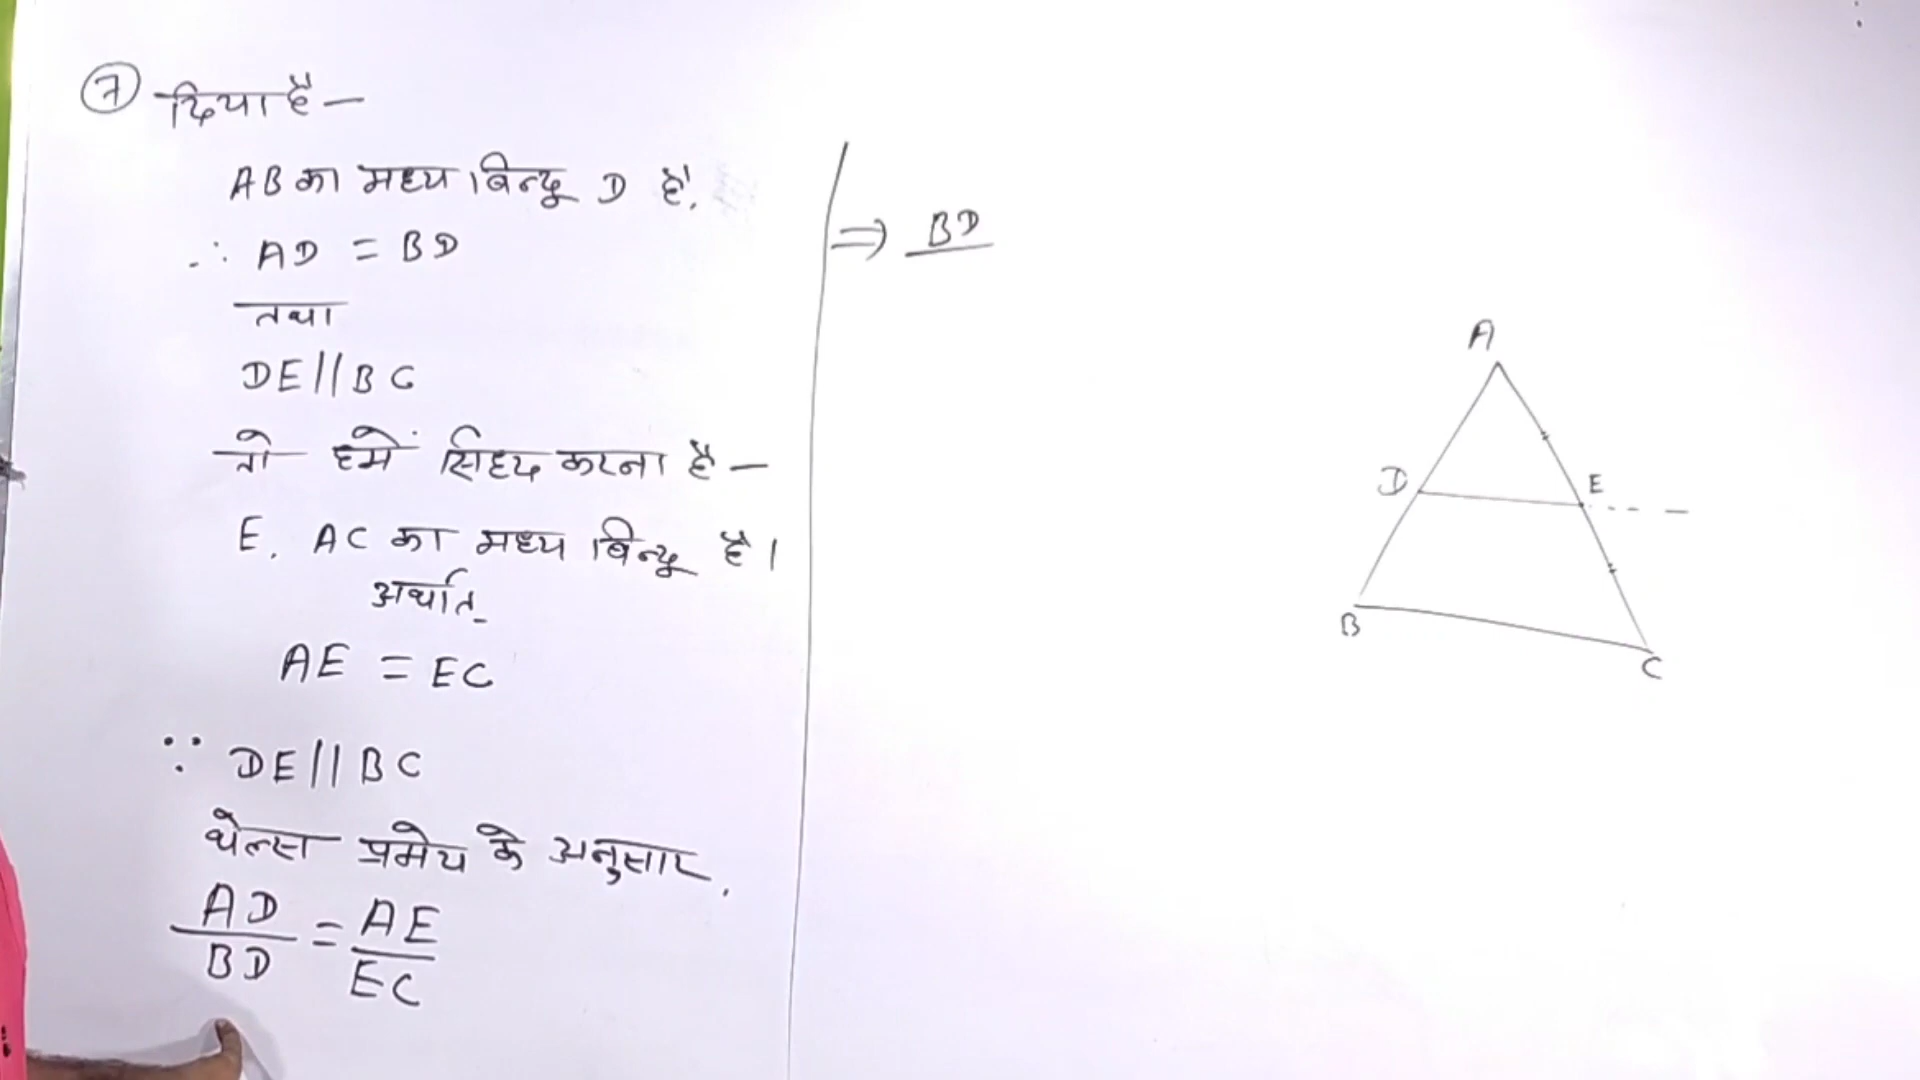 ⑦ दिया है —
AB का मध्य बिन्दू D है.
∴ AD = BD
तथा
DE || BC
तो हमें सिद्द करना है —
E, AC का मध्य बिन्दू है।
अर्थात्
AE = EC
∵ DE || BC
थेल्स प्रमेय के अनुसार,
AD/BD = AE/EC
⇒ BD
A
D
E
B
C